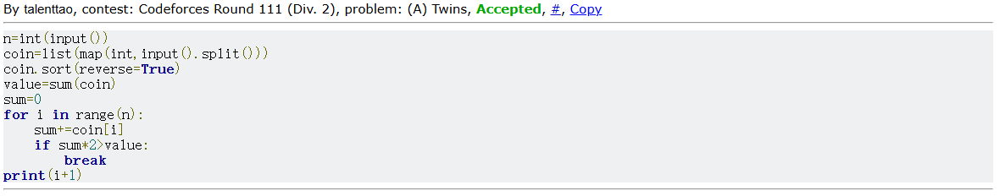 By talenttao, contest: Codeforces Round 111 (Div. 2), problem: (A) Twins, Accepted, #, Copy
n=int(input())
coin=list(map(int,input().split()))
coin.sort(reverse=True)
value=sum(coin)
sum=0
for i in range(n):
    sum+=coin[i]
    if sum*2>value:
        break
print(i+1)